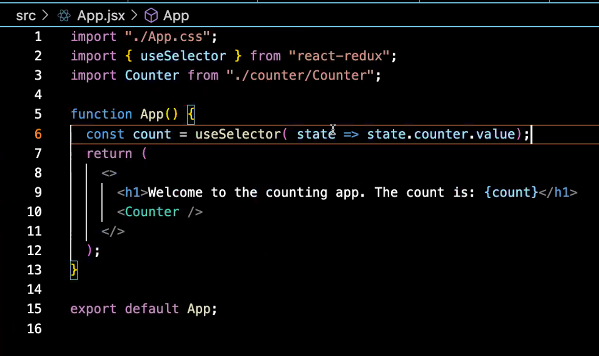 src > App.jsx > App
1 import "./App.css";
2 import { useSelector } from "react-redux";
3 import Counter from "./counter/Counter";
4
5 function App() {
6 const count = useSelector( state => state.counter.value);
7 return (
8 <>
9 <h1>Welcome to the counting app. The count is: {count}</h1>
10 <Counter />
11 </>
12 );
13 }
14
15 export default App;
16